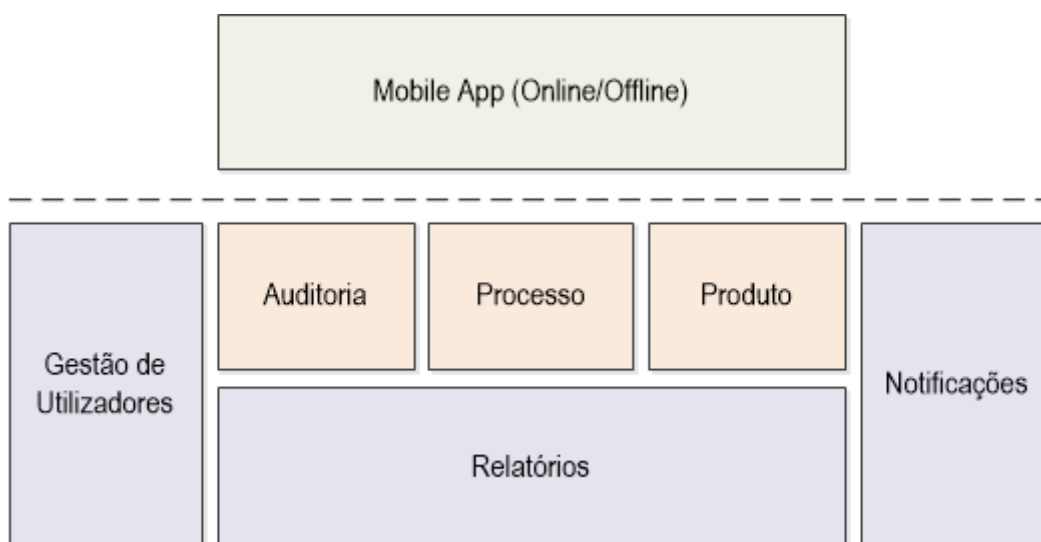 Mobile App (Online/Offline)
Auditoria
Processo
Produto
Gestão de
Utilizadores
Notificações
Relatórios